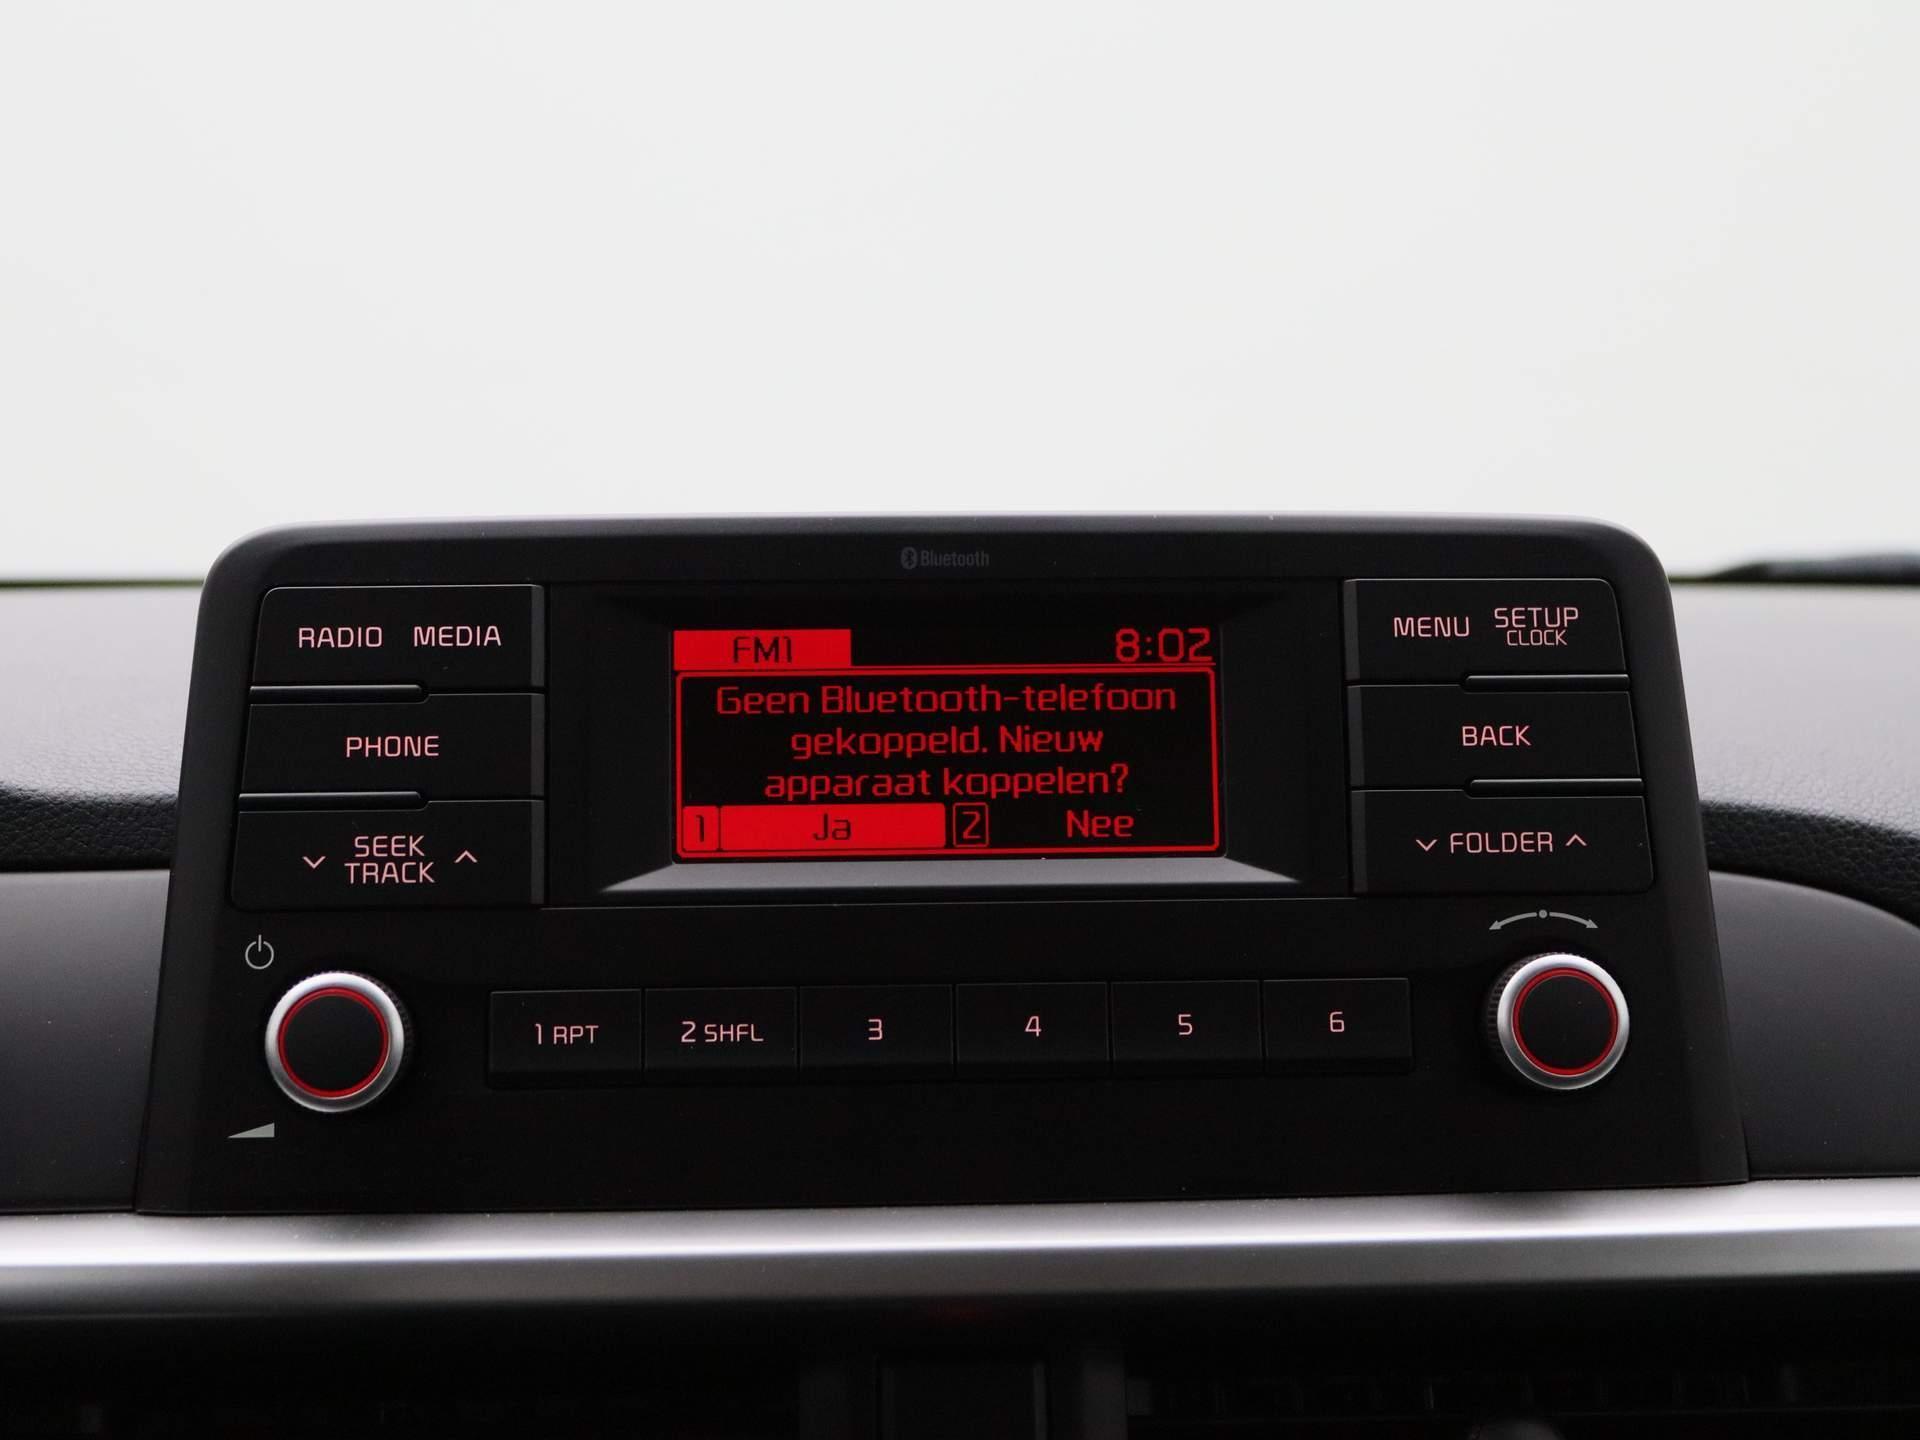 Bluetooth
RADIO MEDIA
PHONE
SEEK
TRACK
FM1 8:02
Geen Bluetooth-telefoon
gekoppeld. Nieuw
apparaat koppelen?
1 Ja 2 Nee
MENU SETUP
CLOCK
BACK
FOLDER
1 RPT 2 SHFL 3 4 5 6